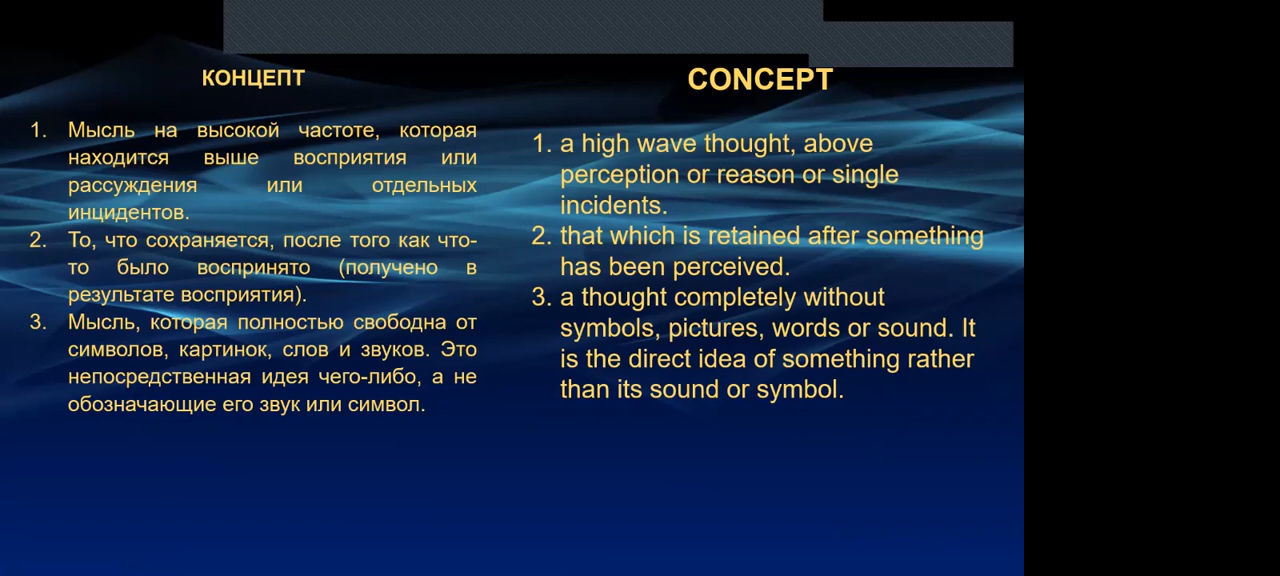 КОНЦЕПТ
1. Мысль на высокой частоте, которая
находится выше восприятия или
рассуждения или отдельных
инцидентов.
2. То, что сохраняется, после того как что-
то было воспринято (получено в
результате восприятия).
3. Мысль, которая полностью свободна от
символов, картинок, слов и звуков. Это
непосредственная идея чего-либо, а не
обозначающие его звук или символ.
CONCEPT
1. a high wave thought, above
perception or reason or single
incidents.
2. that which is retained after something
has been perceived.
3. a thought completely without
symbols, pictures, words or sound. It
is the direct idea of something rather
than its sound or symbol.